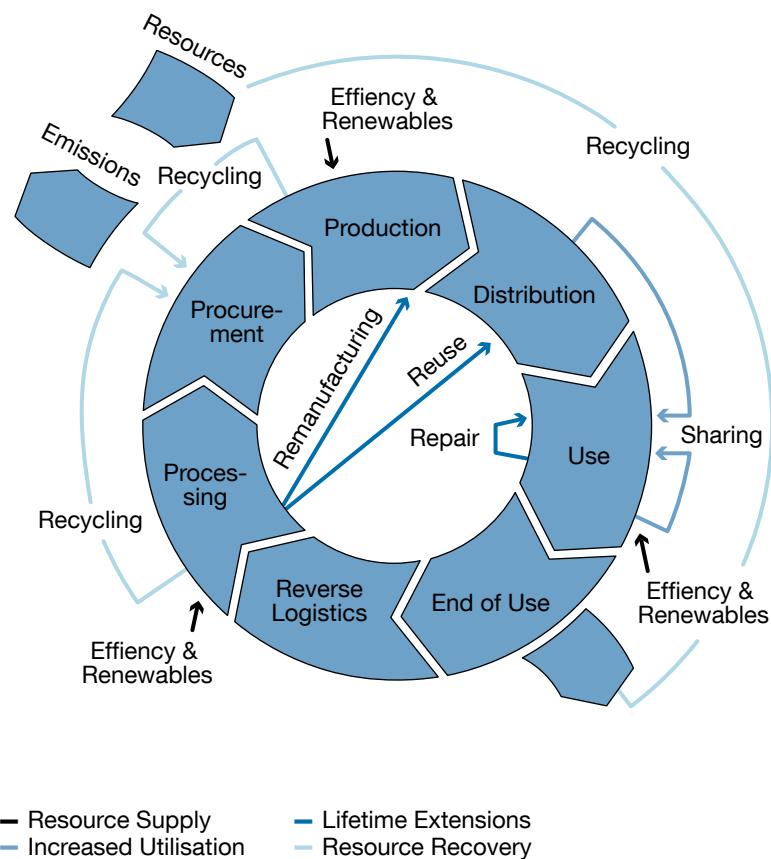 Resources
Emissions
Effiency &
Renewables
Recycling
Recycling
Production
Distribution
Procure-
ment
Remanufacturing
Reuse
Repair
Use
Sharing
Proces-
sing
Recycling
Reverse
Logistics
End of Use
Effiency &
Renewables
Effiency &
Renewables
Resource Supply
Increased Utilisation
Lifetime Extensions
Resource Recovery